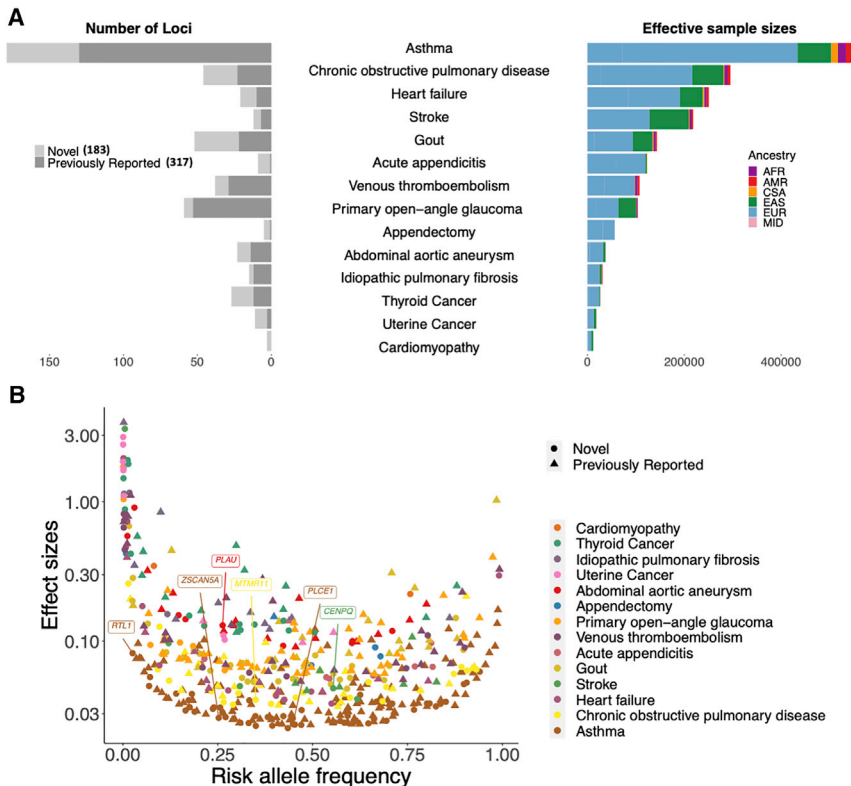 A
Number of Loci
Effective sample sizes
Asthma
Chronic obstructive pulmonary disease
Heart failure
Stroke
Gout
Acute appendicitis
Venous thromboembolism
Primary open-angle glaucoma
Appendectomy
Abdominal aortic aneurysm
Idiopathic pulmonary fibrosis
Thyroid Cancer
Uterine Cancer
Cardiomyopathy
Novel (183)
Previously Reported (317)
Ancestry
AFR
AMR
CSA
EAS
EUR
MID
150 100 50 0
0 200000 400000
B
Effect sizes
3.00
1.00
0.30
0.10
0.03
PLAU
ZSCAN5A
MTMR11
PLCE1
CENPQ
RTL1
0.00 0.25 0.50 0.75 1.00
Risk allele frequency
Novel
Previously Reported
Cardiomyopathy
Thyroid Cancer
Idiopathic pulmonary fibrosis
Uterine Cancer
Abdominal aortic aneurysm
Appendectomy
Primary open-angle glaucoma
Venous thromboembolism
Acute appendicitis
Gout
Stroke
Heart failure
Chronic obstructive pulmonary disease
Asthma